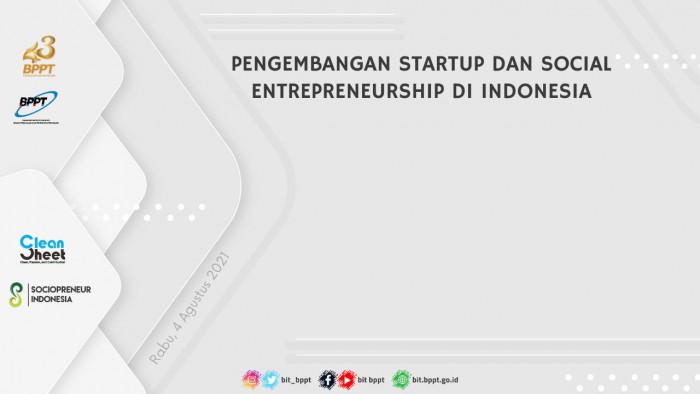 43
BPPT
BPPT
PENGEMBANGAN STARTUP DAN SOCIAL
ENTREPRENEURSHIP DI INDONESIA
Clean
Sheet
SOCIOPRENEUR
INDONESIA
Rabu, 4 Agustus 2021
bit_bppt
bit bppt
bit.bppt.go.id